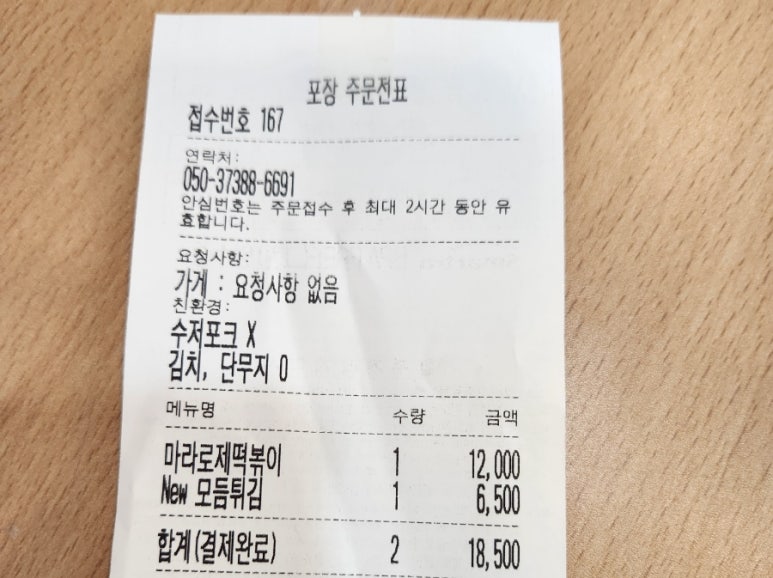 포장 주문전표
접수번호 167
연락처:
050-37388-6691
안심번호는 주문접수 후 최대 2시간 동안 유
효합니다.
요청사항:
가게 : 요청사항 없음
친환경:
수저포크 X
김치, 단무지 O
메뉴명 수량 금액
마라로제떡볶이 1 12,000
New 모듬튀김 1 6,500
합계(결제완료) 2 18,500